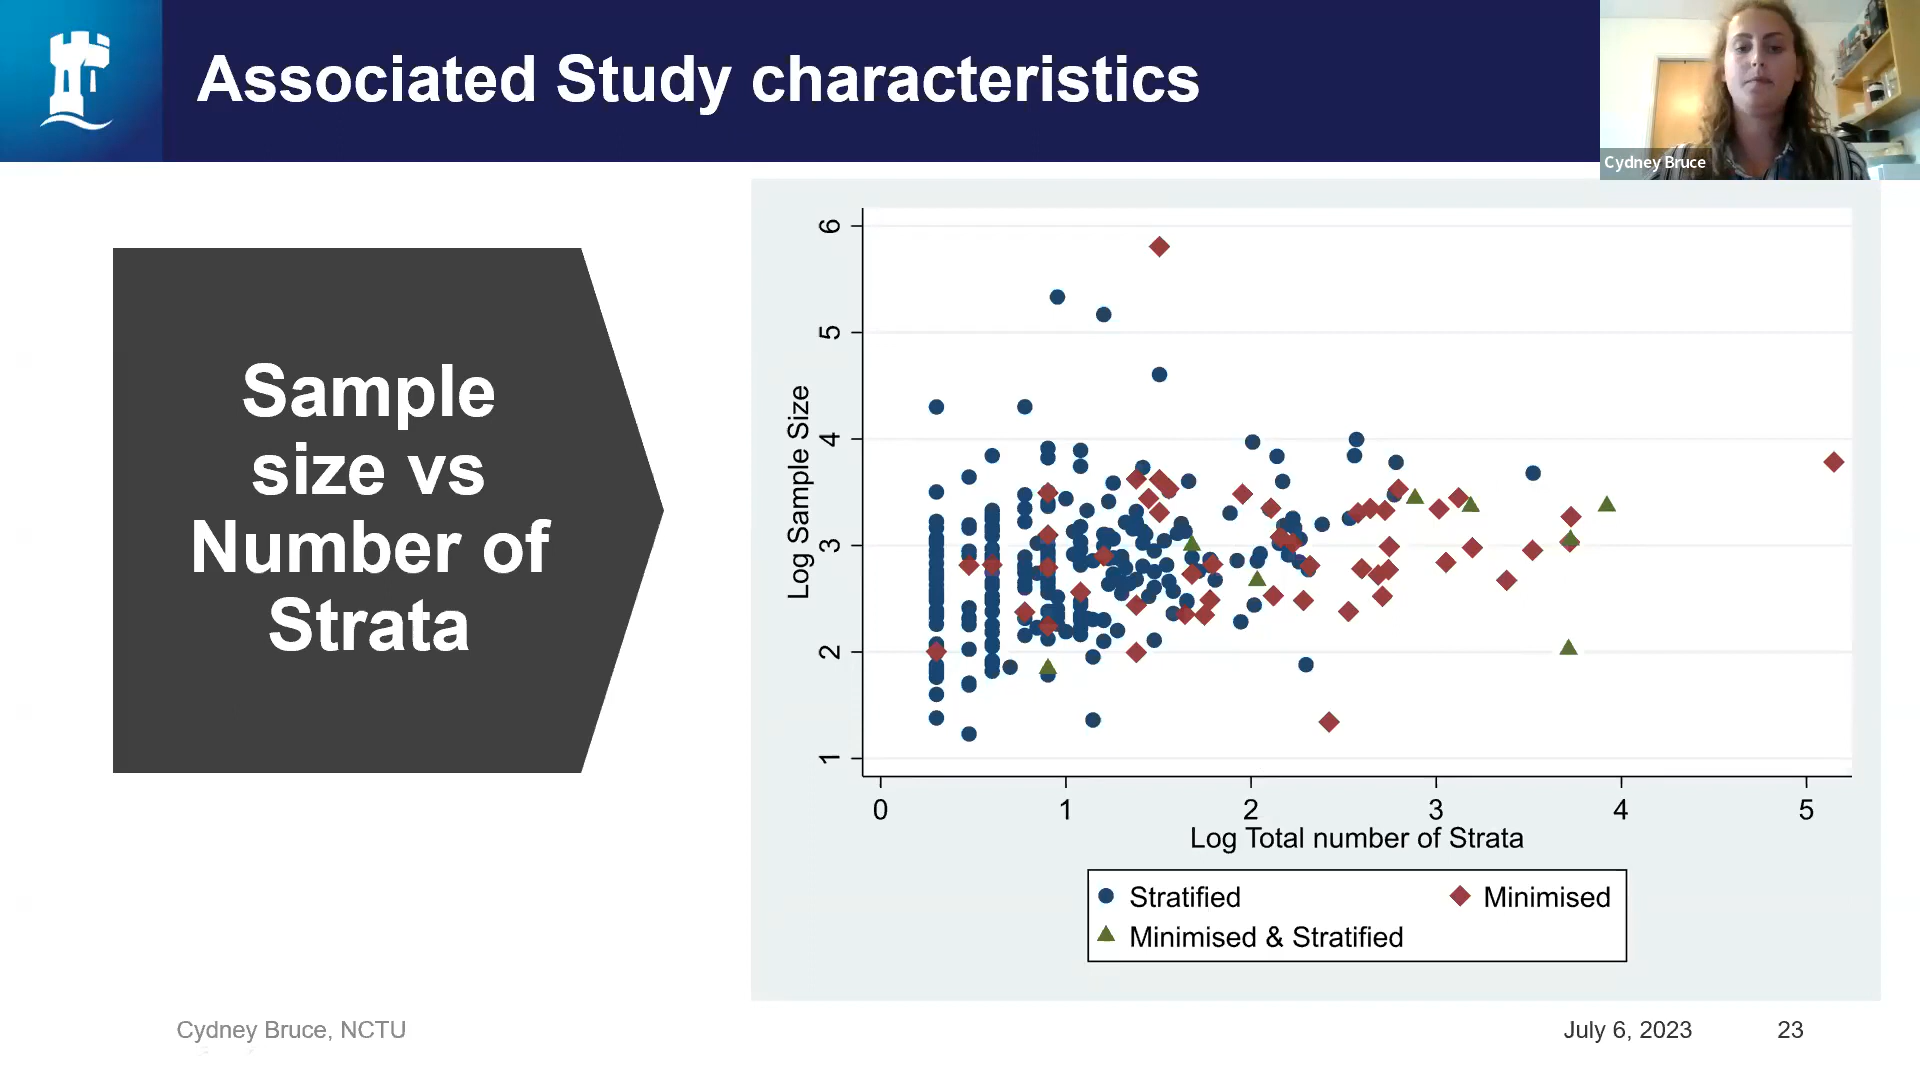 Associated Study characteristics
Cydney Bruce
Sample
size vs
Number of
Strata
Log Sample Size
6
5
4
3
2
1
0 1 2 3 4 5
Log Total number of Strata
Stratified Minimised
Minimised & Stratified
Cydney Bruce, NCTU July 6, 2023 23